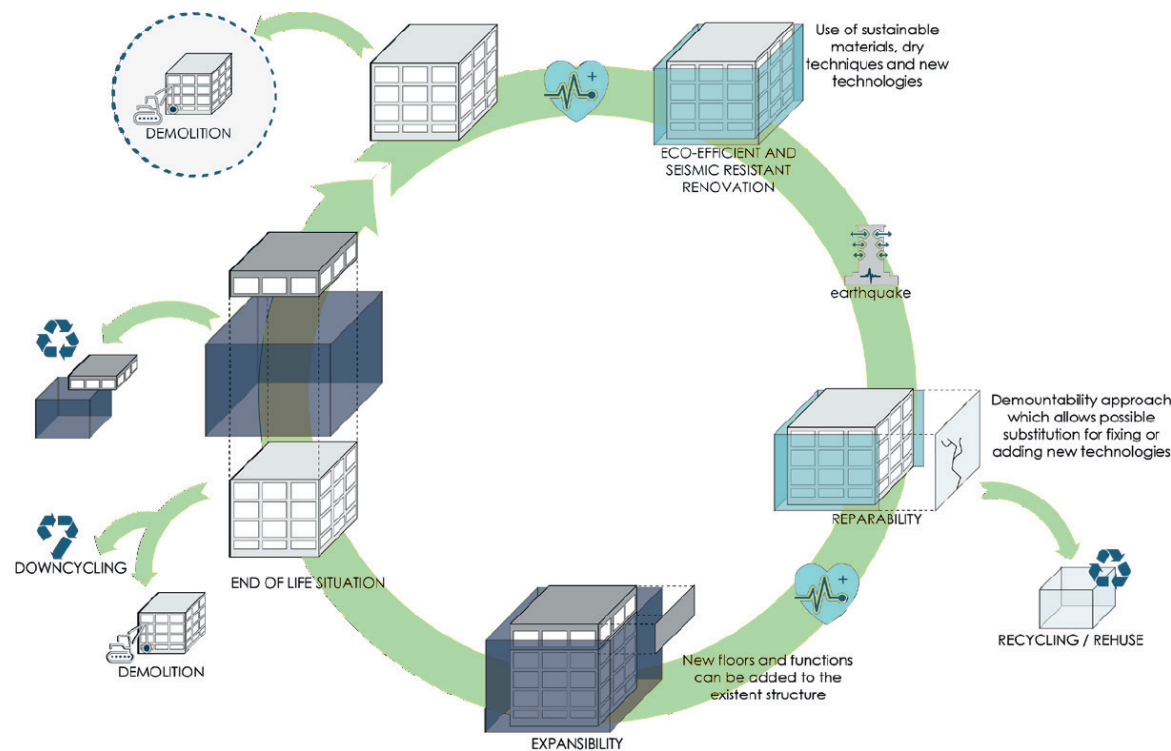 Use of sustainable
materials, dry
techniques and new
technologies
DEMOLITION
ECO-EFFICIENT AND
SEISMIC RESISTANT
RENOVATION
earthquake
Demountability approach
which allows possible
substitution for fixing or
adding new technologies
REPARABILITY
DOWNCYCLING
END OF LIFE SITUATION
RECYCLING / REHUSE
DEMOLITION
New floors and functions
can be added to the
existent structure
EXPANSIBILITY